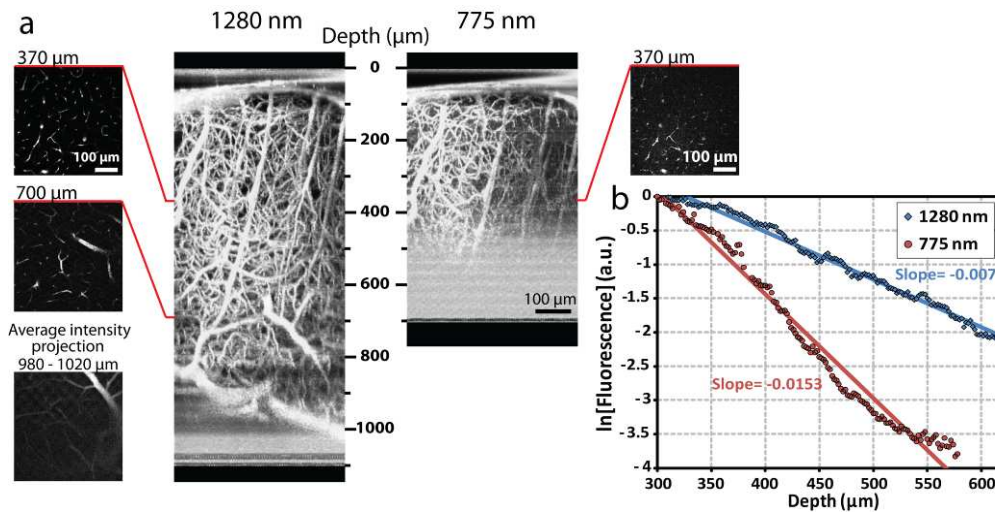 a
1280 nm
775 nm
Depth (µm)
370 µm
100 µm
700 µm
Average intensity
projection
980 - 1020 µm
0
200
400
600
800
1000
100 µm
370 µm
100 µm
b
1280 nm
775 nm
Slope= -0.007
Slope= -0.0153
ln[Fluorescence] (a.u.)
0
-0.5
-1
-1.5
-2
-2.5
-3
-3.5
-4
300 350 400 450 500 550 600
Depth (µm)